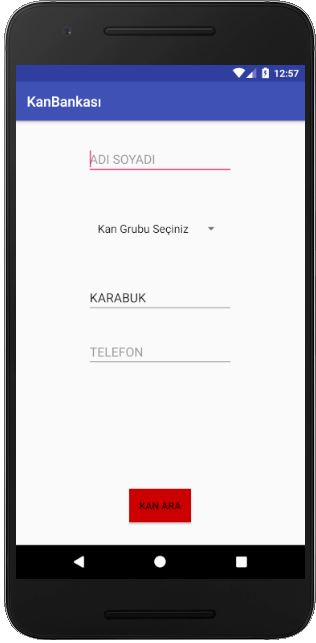 12:57
KanBankası
ADI SOYADI
Kan Grubu Seçiniz
KARABUK
TELEFON
KAN ARA